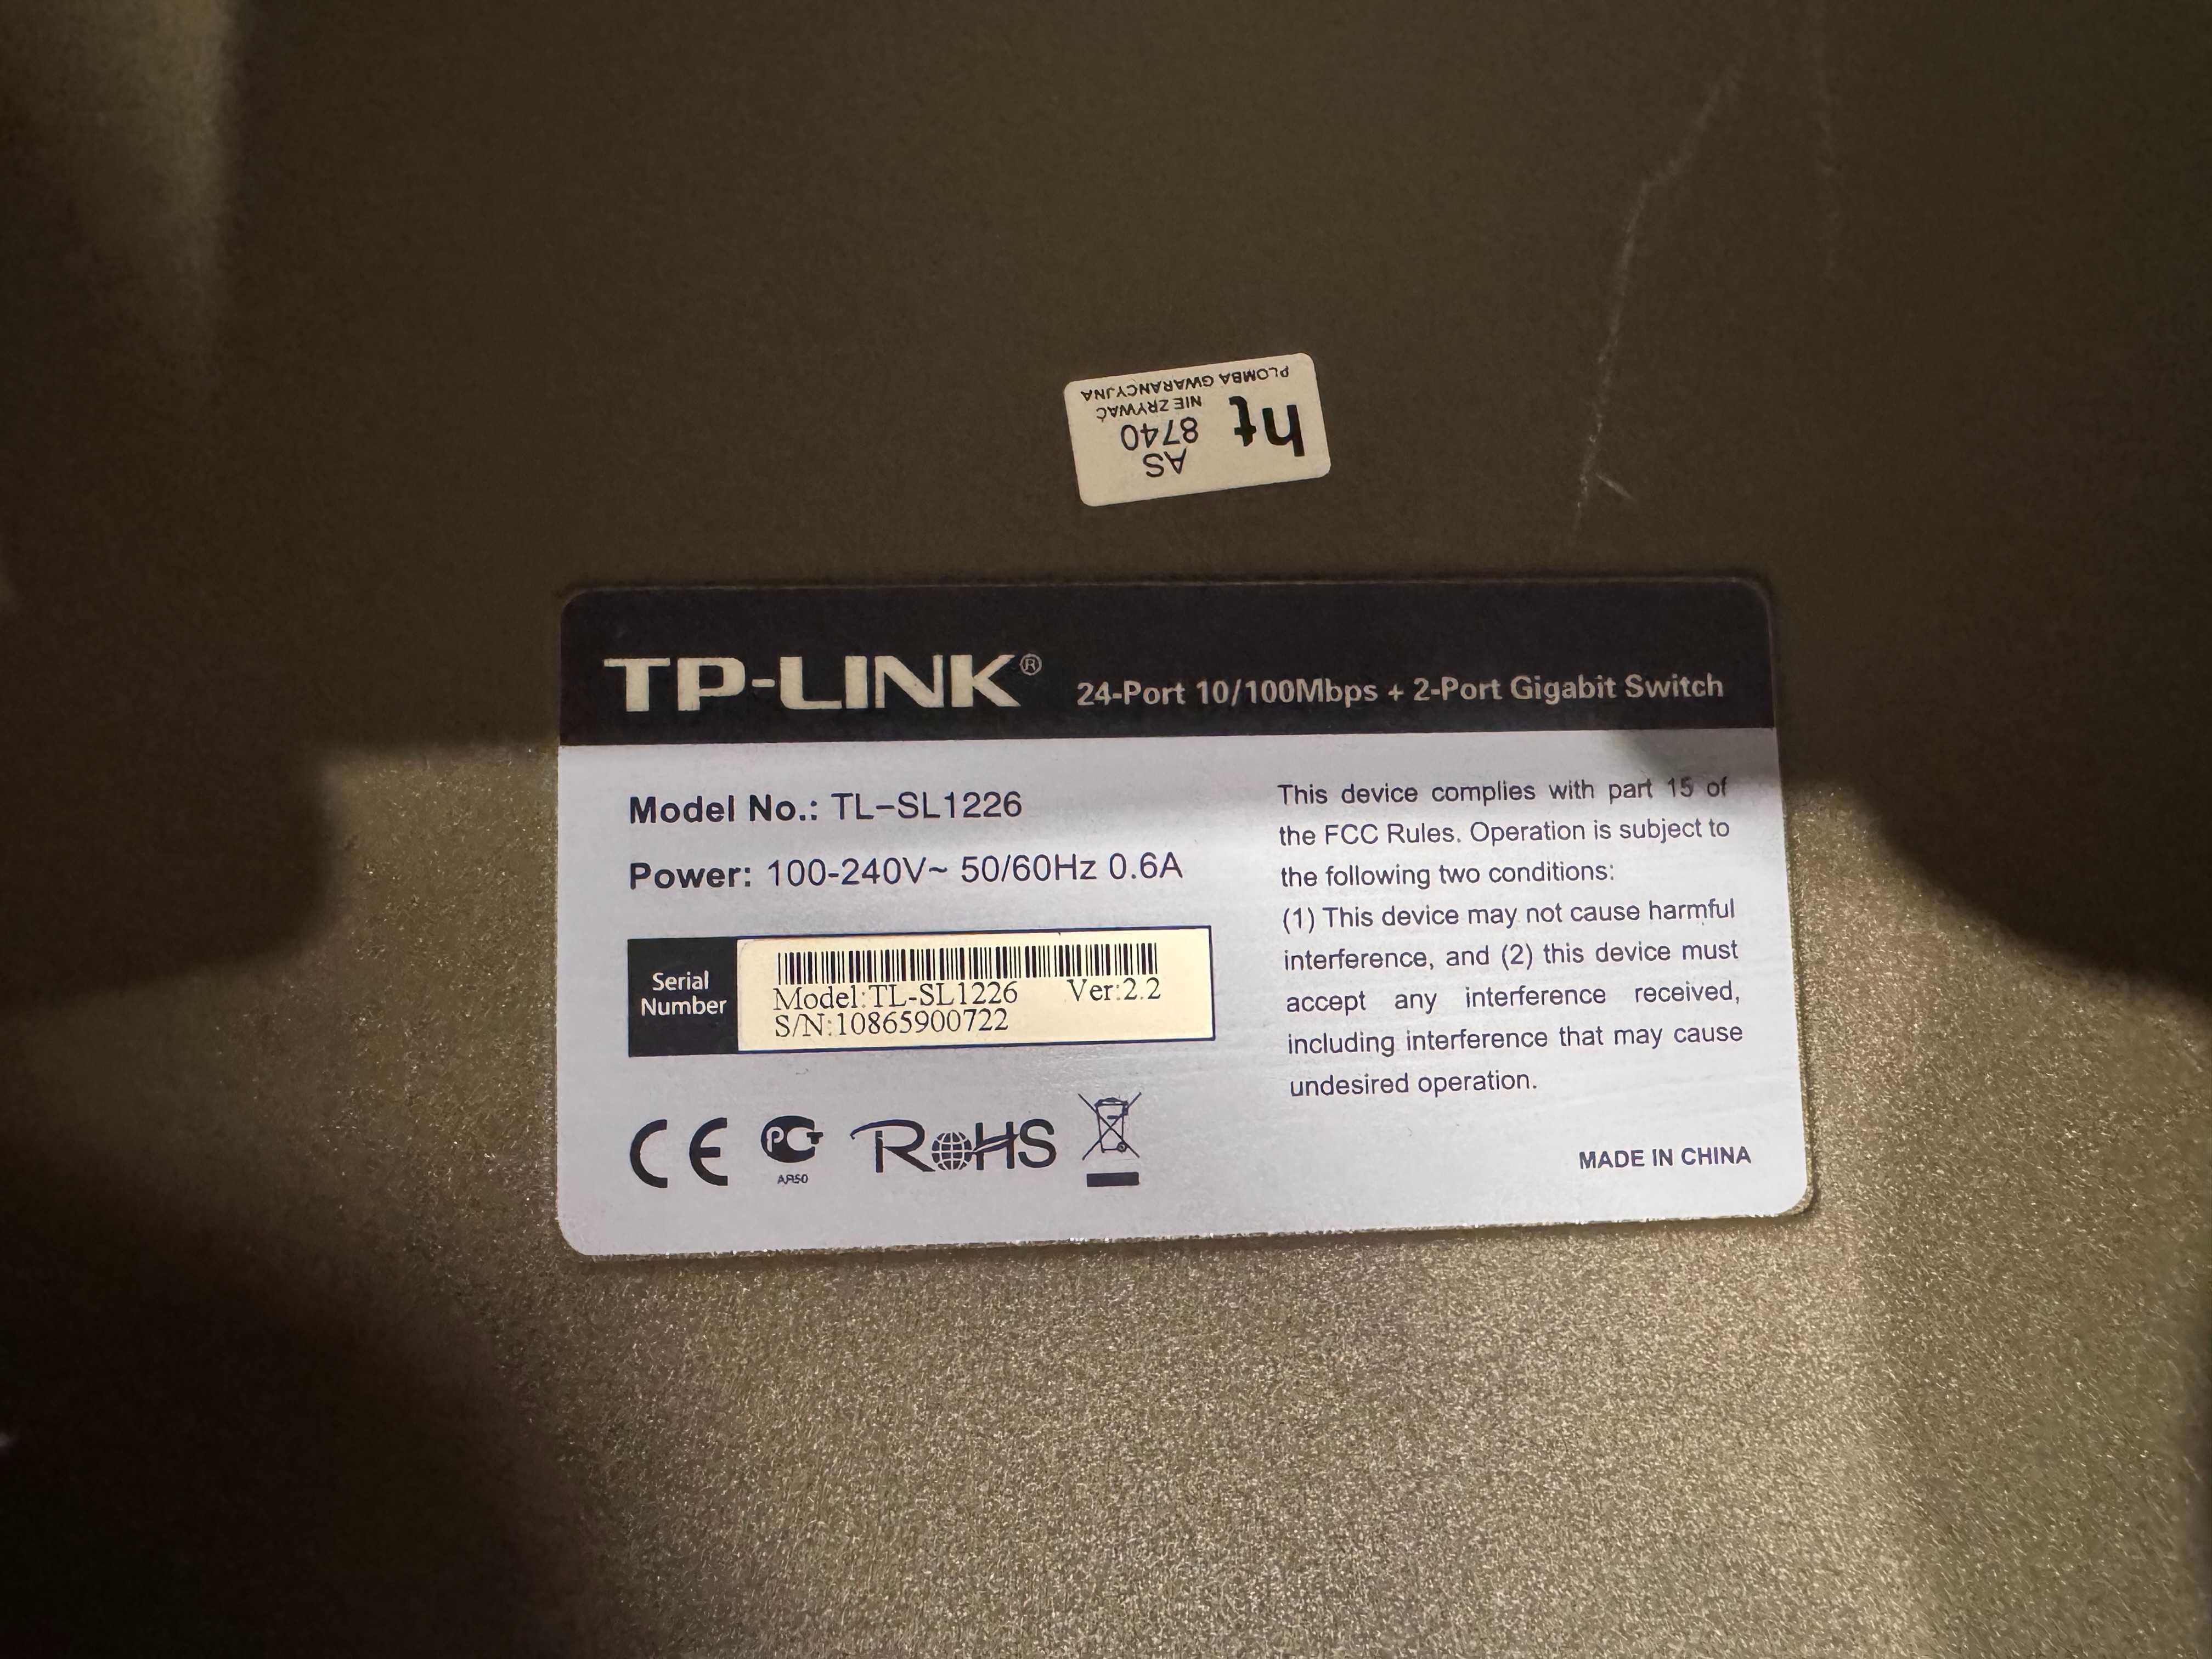 PLOMBA GWARANCYJNA
ht NIE ZRYWAĆ
8740
AS
TP-LINK® 24-Port 10/100Mbps + 2-Port Gigabit Switch
Model No.: TL-SL1226
Power: 100-240V~ 50/60Hz 0.6A
Serial
Number
Model:TL-SL1226 Ver:2.2
S/N:10865900722
CE PCT RoHS
АЯ50
This device complies with part 15 of
the FCC Rules. Operation is subject to
the following two conditions:
(1) This device may not cause harmful
interference, and (2) this device must
accept any interference received,
including interference that may cause
undesired operation.
MADE IN CHINA